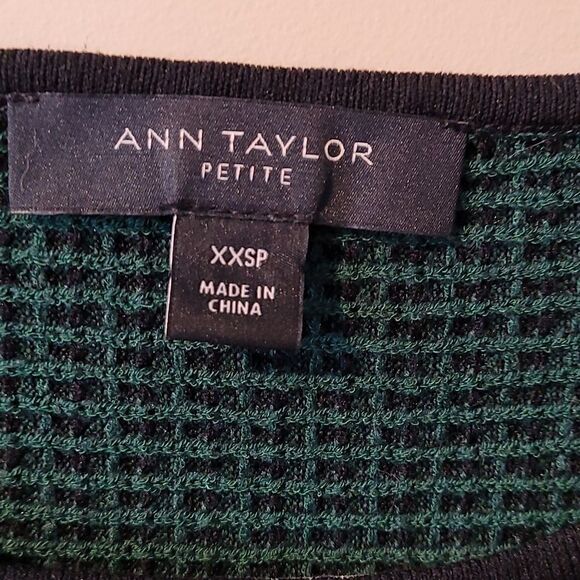 ANN TAYLOR
PETITE
XXSP
MADE IN
CHINA